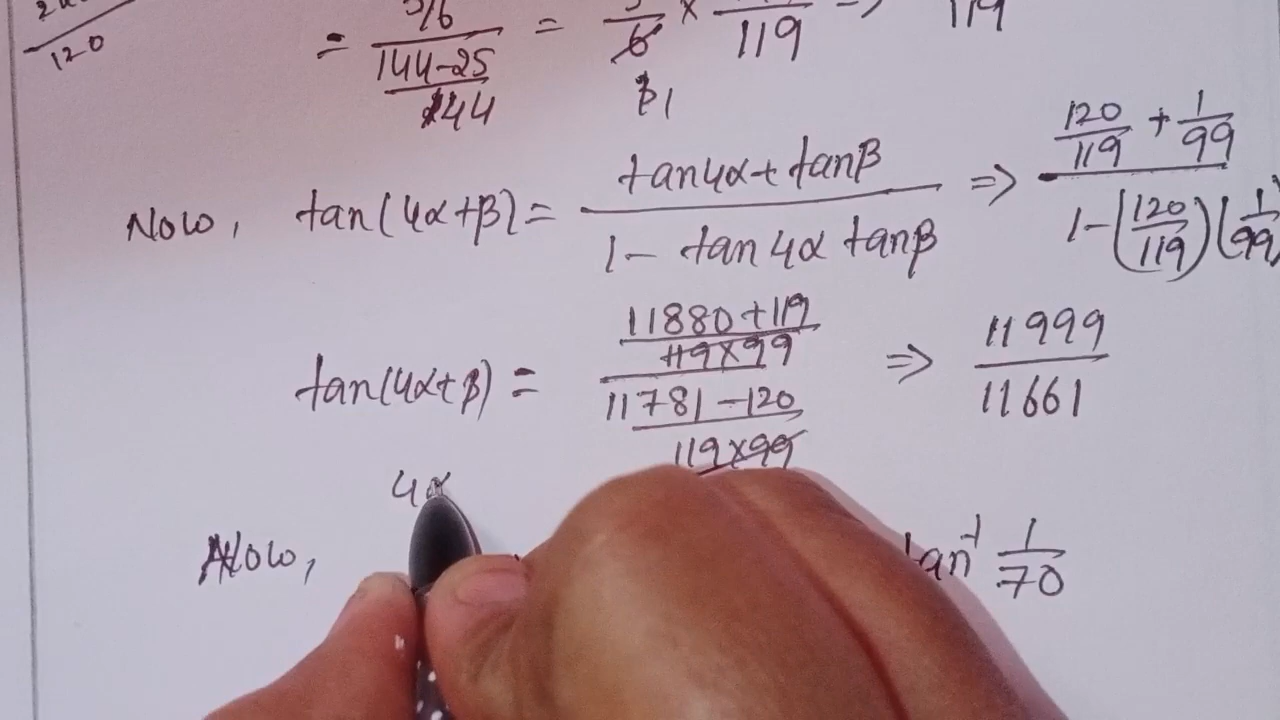 120
= 5/6 / (144-25 / 144) = 5/6 × /119 => 119
1
Now, tan(4α+β) = (tan4α+tanβ) / (1- tan4α tanβ) => (120/119 + 1/99) / (1-(120/119)(1/99)
tan(4α+β) = (11880+119 / 119×99) / (11781-120 / 119×99) => 11999/11661
4α
Now, tan⁻¹ 1/70